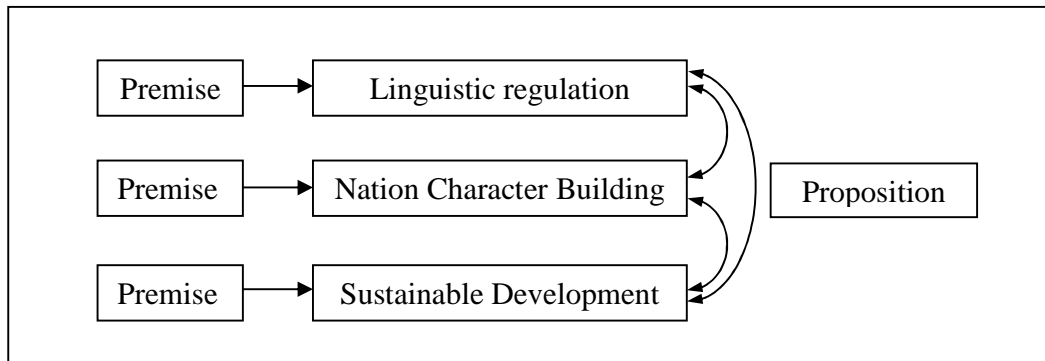 Premise
Linguistic regulation
Premise
Nation Character Building
Proposition
Premise
Sustainable Development